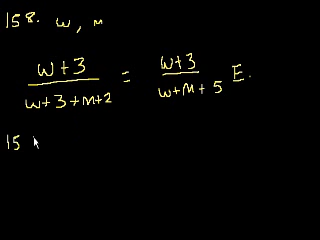 158. w, m
w+3 / w+3+m+2 = w+3 / w+m+5 E.
15